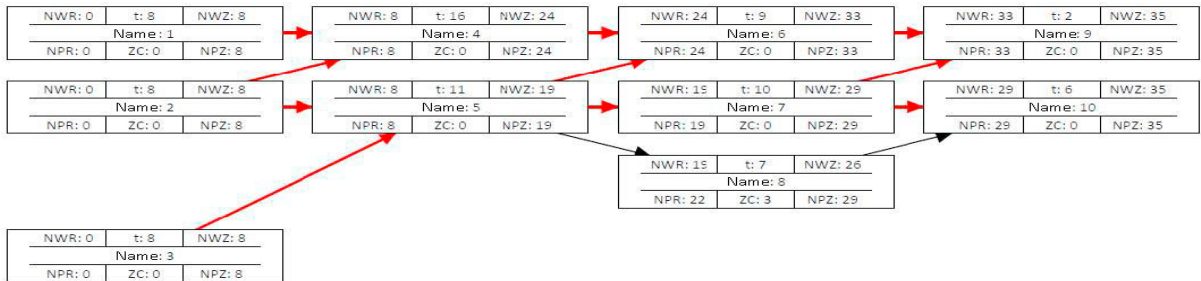 NWR: 0 t: 8 NWZ: 8
Name: 1
NPR: 0 ZC: 0 NPZ: 8
NWR: 8 t: 16 NWZ: 24
Name: 4
NPR: 8 ZC: 0 NPZ: 24
NWR: 24 t: 9 NWZ: 33
Name: 6
NPR: 24 ZC: 0 NPZ: 33
NWR: 33 t: 2 NWZ: 35
Name: 9
NPR: 33 ZC: 0 NPZ: 35
NWR: 0 t: 8 NWZ: 8
Name: 2
NPR: 0 ZC: 0 NPZ: 8
NWR: 8 t: 11 NWZ: 19
Name: 5
NPR: 8 ZC: 0 NPZ: 19
NWR: 19 t: 10 NWZ: 29
Name: 7
NPR: 19 ZC: 0 NPZ: 29
NWR: 29 t: 6 NWZ: 35
Name: 10
NPR: 29 ZC: 0 NPZ: 35
NWR: 19 t: 7 NWZ: 26
Name: 8
NPR: 22 ZC: 3 NPZ: 29
NWR: 0 t: 8 NWZ: 8
Name: 3
NPR: 0 ZC: 0 NPZ: 8